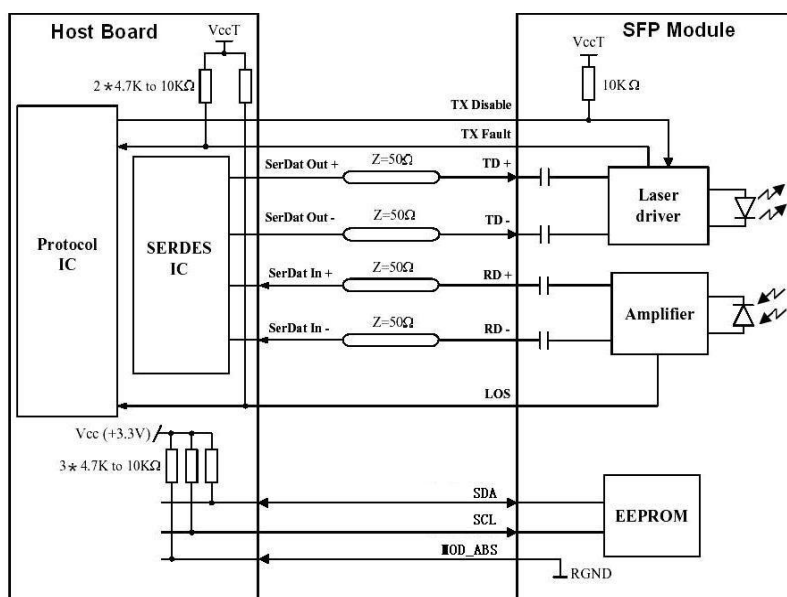 Host Board
SFP Module
VccT
VccT
2*4.7K to 10KΩ
10KΩ
TX Disable
TX Fault
SerDat Out +
Z=50Ω
TD +
SerDat Out -
Z=50Ω
TD -
Laser
driver
Protocol
IC
SERDES
IC
SerDat In +
Z=50Ω
RD +
SerDat In -
Z=50Ω
RD -
Amplifier
LOS
Vcc (+3.3V)
3*4.7K to 10KΩ
SDA
SCL
EEPROM
MOD_ABS
RGND